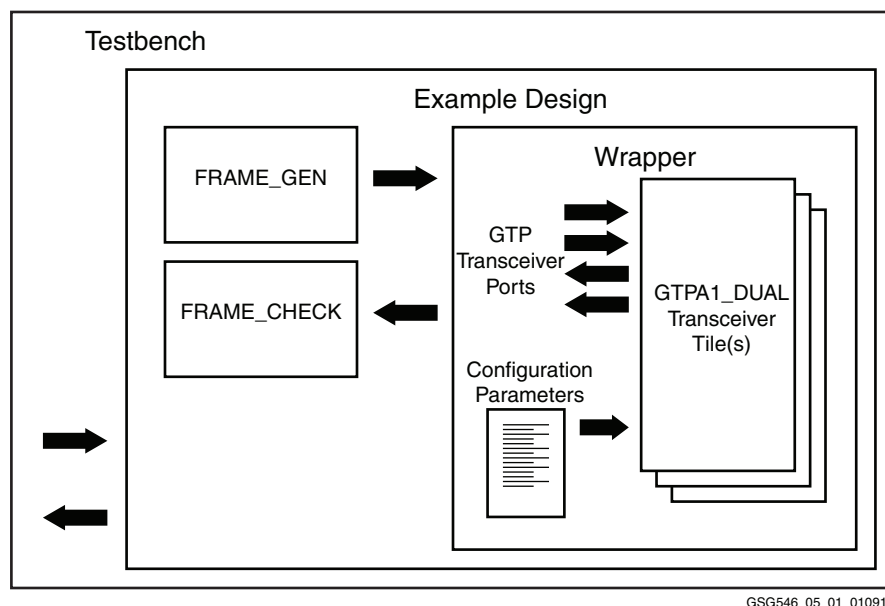 Testbench
Example Design
FRAME_GEN
Wrapper
GTP
Transceiver
Ports
FRAME_CHECK
GTPA1_DUAL
Transceiver
Tile(s)
Configuration
Parameters
GSG546_05_01_01091